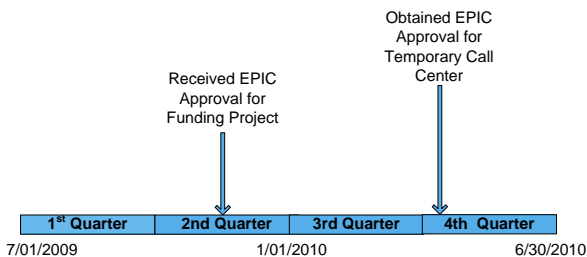 Obtained EPIC
Approval for
Temporary Call
Center
Received EPIC
Approval for
Funding Project
1st Quarter 2nd Quarter 3rd Quarter 4th Quarter
7/01/2009 1/01/2010 6/30/2010